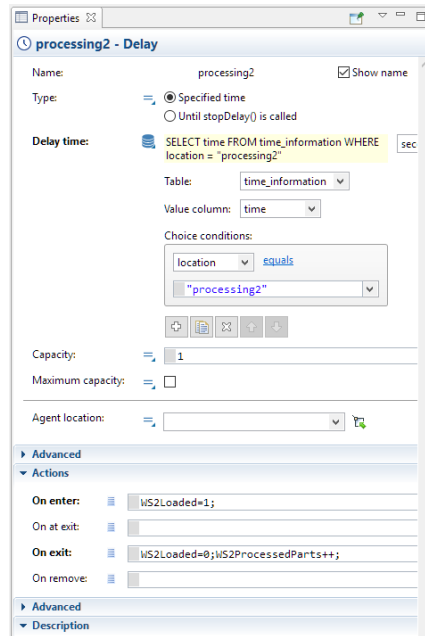 Properties
processing2 - Delay
Name: processing2 Show name
Type: Specified time
Until stopDelay() is called
Delay time: SELECT time FROM time_information WHERE sec
location = "processing2"
Table: time_information
Value column: time
Choice conditions:
location equals
"processing2"
Capacity: 1
Maximum capacity:
Agent location:
Advanced
Actions
On enter: WS2Loaded=1;
On at exit:
On exit: WS2Loaded=0;WS2ProcessedParts++;
On remove:
Advanced
Description